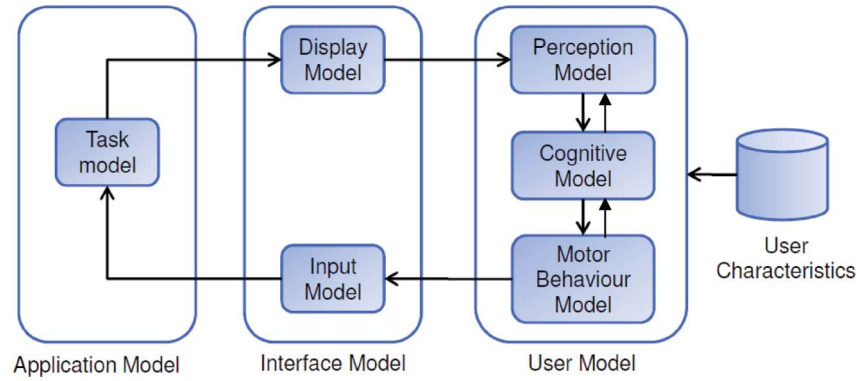 Display
Model
Perception
Model
Task
model
Cognitive
Model
Input
Model
Motor
Behaviour
Model
User
Characteristics
Application Model
Interface Model
User Model